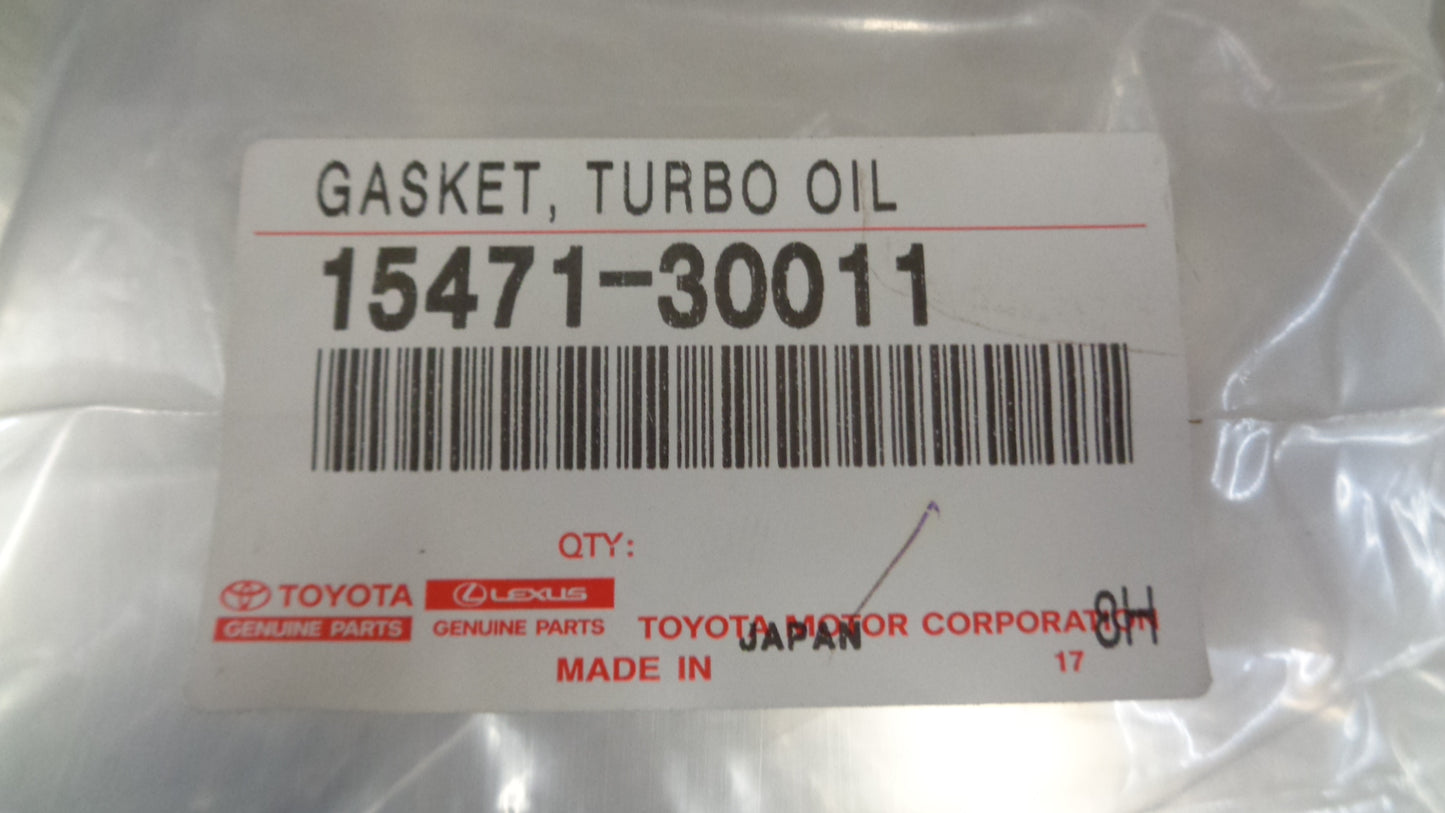 GASKET, TURBO OIL
15471-30011
QTY:
TOYOTA LEXUS
GENUINE PARTS GENUINE PARTS TOYOTA MOTOR CORPORATION
JAPAN 8H
MADE IN 17